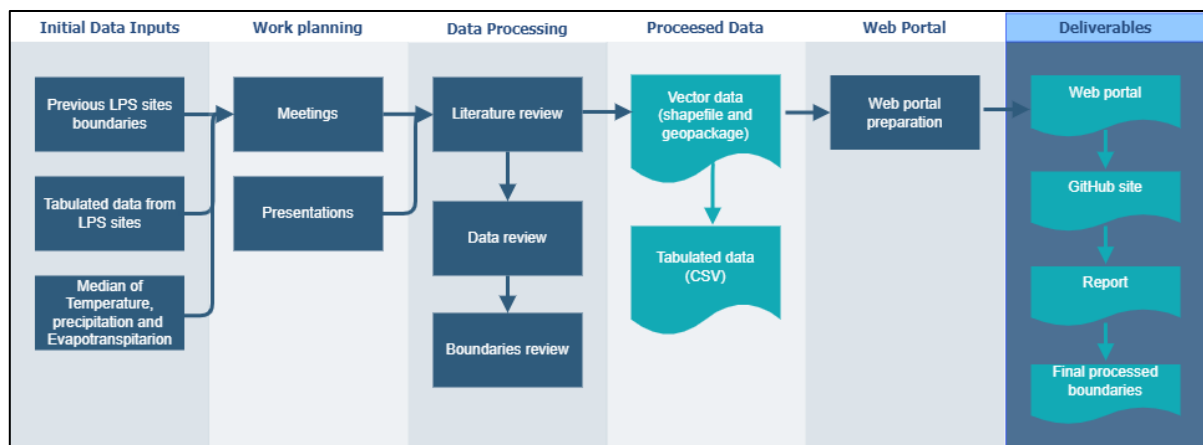 Initial Data Inputs
Work planning
Data Processing
Proceesed Data
Web Portal
Deliverables
Previous LPS sites
boundaries
Tabulated data from
LPS sites
Median of
Temperature,
precipitation and
Evapotranspitarion
Meetings
Presentations
Literature review
Data review
Boundaries review
Vector data
(shapefile and
geopackage)
Tabulated data
(CSV)
Web portal
preparation
Web portal
GitHub site
Report
Final processed
boundaries